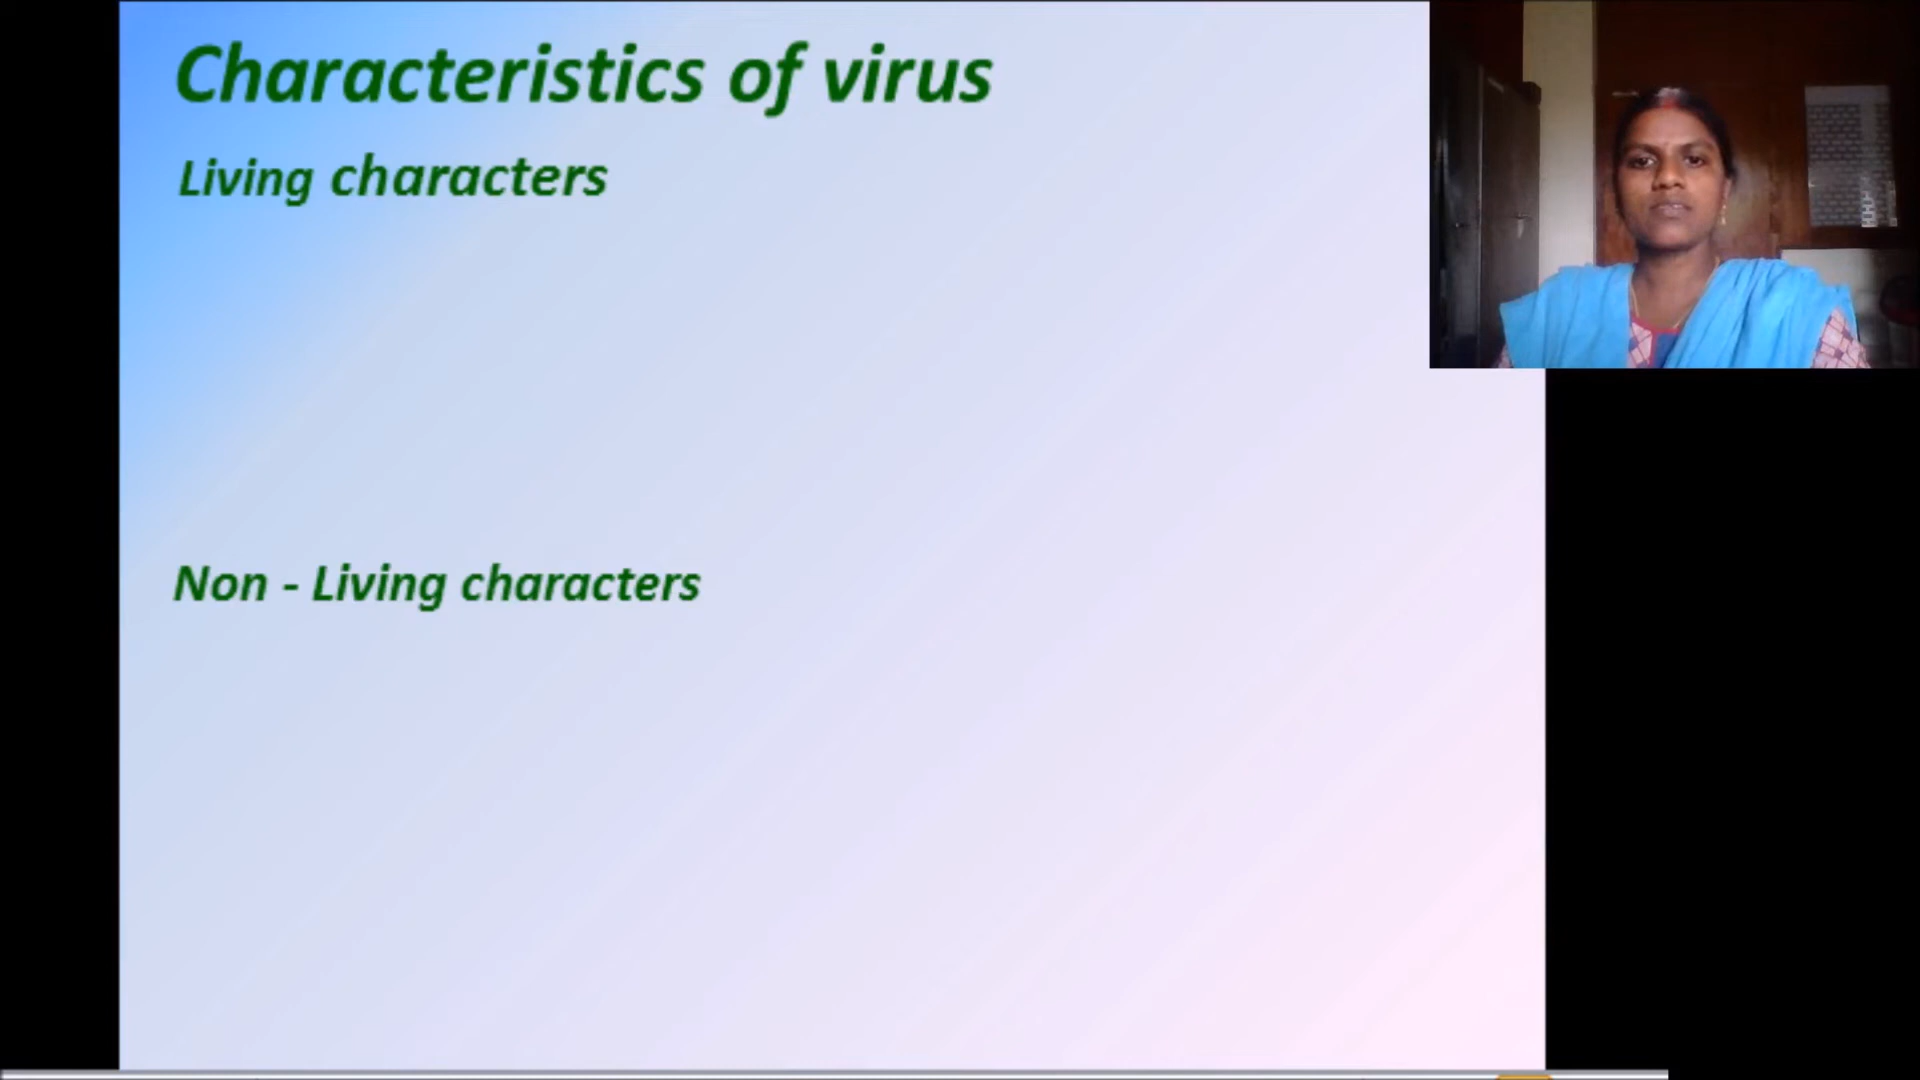 Characteristics of virus
Living characters
Non - Living characters